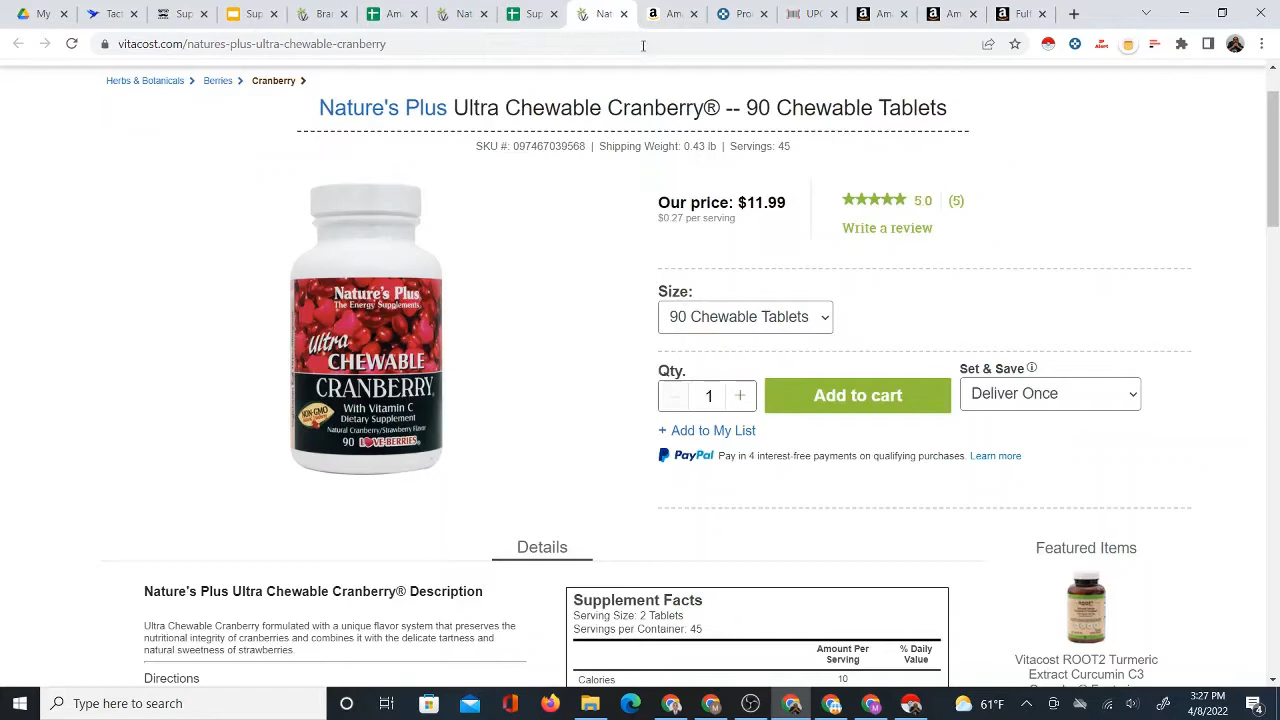 My
Tac
Sup
My
Sup
Nat
Am
Pro
UPC
Am
Am
Full
vitacost.com/nature-plus-ultra-chewable-cranberry
Herbs & Botanicals > Berries > Cranberry >
Nature's Plus Ultra Chewable Cranberry® -- 90 Chewable Tablets
SKU #: 097467039568 | Shipping Weight: 0.43 lb | Servings: 45
Our price: $11.99
$0.27 per serving
5.0 (5)
Write a review
Nature's Plus
The Energy Supplements
Ultra
CHEWABLE
CRANBERRY
With Vitamin C
Dietary Supplement
NON-GMO
Natural Cranberry/Strawberry Flavor
90 LOVE-BERRIES
Size:
90 Chewable Tablets
Qty.
- 1 +
Add to cart
Set & Save
Deliver Once
+ Add to My List
PayPal Pay in 4 interest-free payments on qualifying purchases. Learn more
Details
Featured Items
Nature's Plus Ultra Chewable Cranberry® Description
Ultra Chewable Cranberry formulated with a unique flavor system that preserves the
nutritional integrity of cranberries and combines it with the delicate tartness and
natural sweetness of strawberries.
Directions
Supplement Facts
Serving Size: 2 Tablets
Servings per Container: 45
Amount Per
Serving
% Daily
Value
Calories 10
Vitacost ROOT2 Turmeric
Extract Curcumin C3
Type here to search
61°F
3:27 PM
4/8/2022